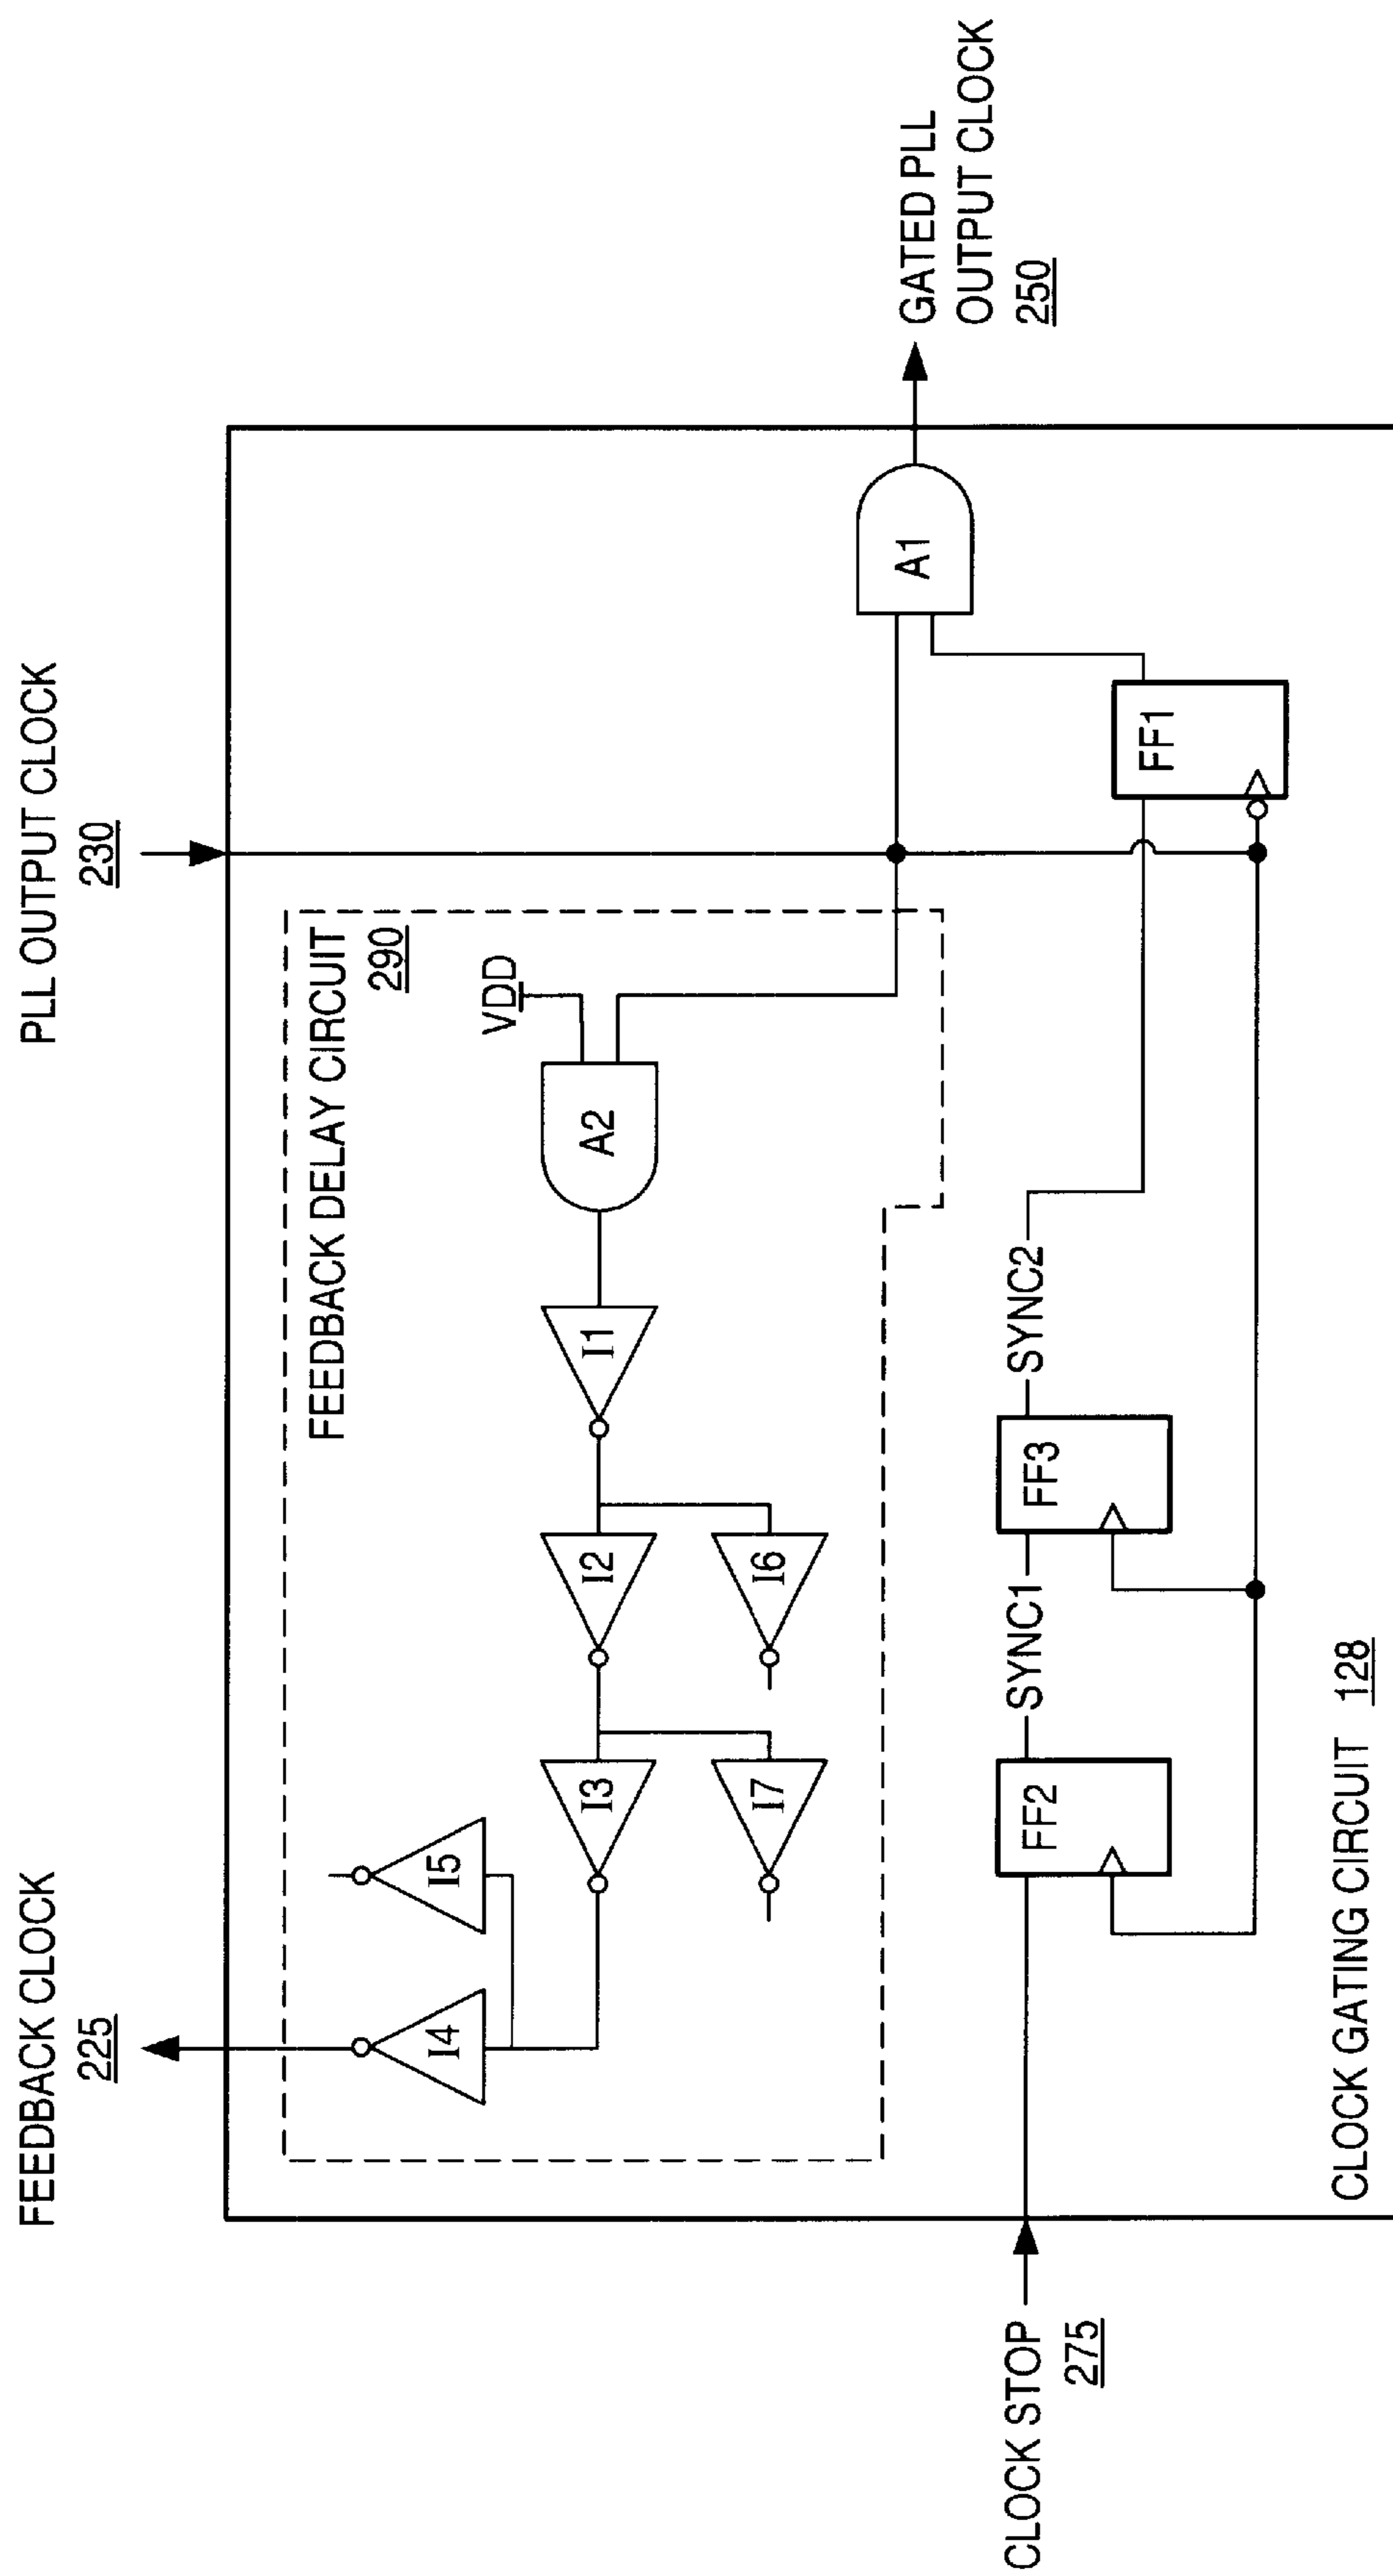 FEEDBACK CLOCK
225
PLL OUTPUT CLOCK
230
FEEDBACK DELAY CIRCUIT
290
VDD
I5
I4
I3
I2
I1
A2
I7
I6
A1
GATED PLL
OUTPUT CLOCK
250
CLOCK STOP
275
FF2
SYNC1
FF3
SYNC2
FF1
CLOCK GATING CIRCUIT 128